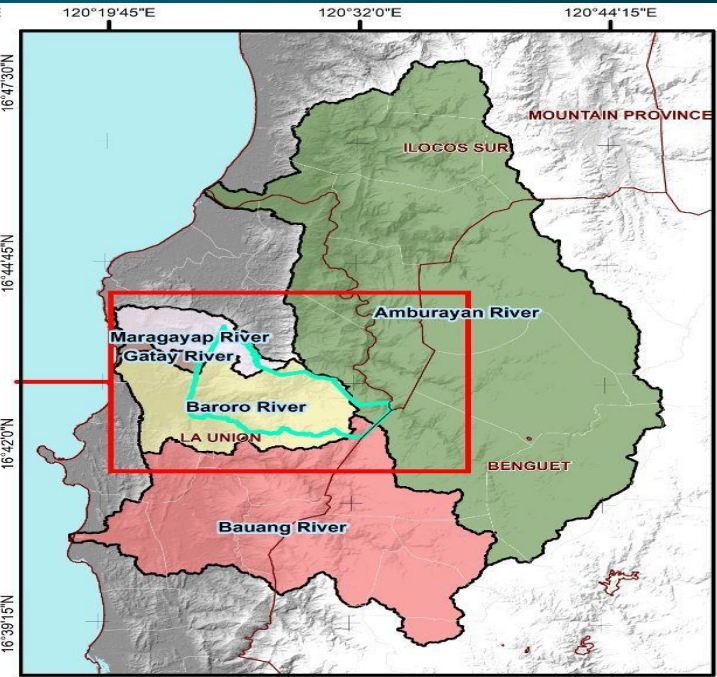 120°19'45"E
120°32'0"E
120°44'15"E
16°47'30"N
MOUNTAIN PROVINCE
ILOCOS SUR
16°44'45"N
Amburayan River
Maragayap River
Gatay River
Baroro River
16°42'0"N
LA UNION
BENGUET
Bauang River
16°39'15"N